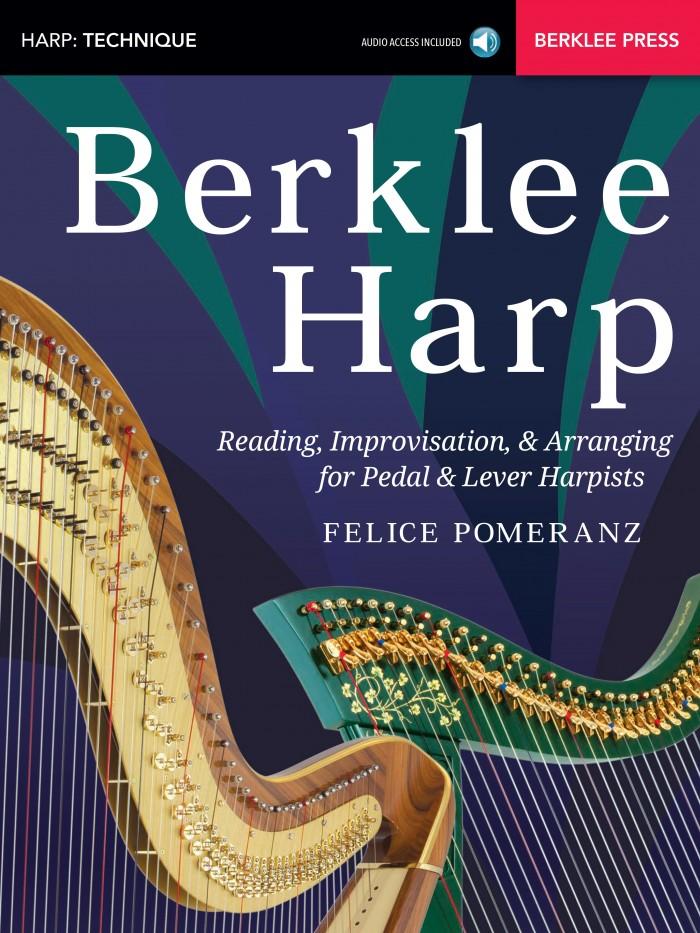 HARP: TECHNIQUE
AUDIO ACCESS INCLUDED
BERKLEE PRESS
Berklee
Harp
Reading, Improvisation, & Arranging
for Pedal & Lever Harpists
FELICE POMERANZ